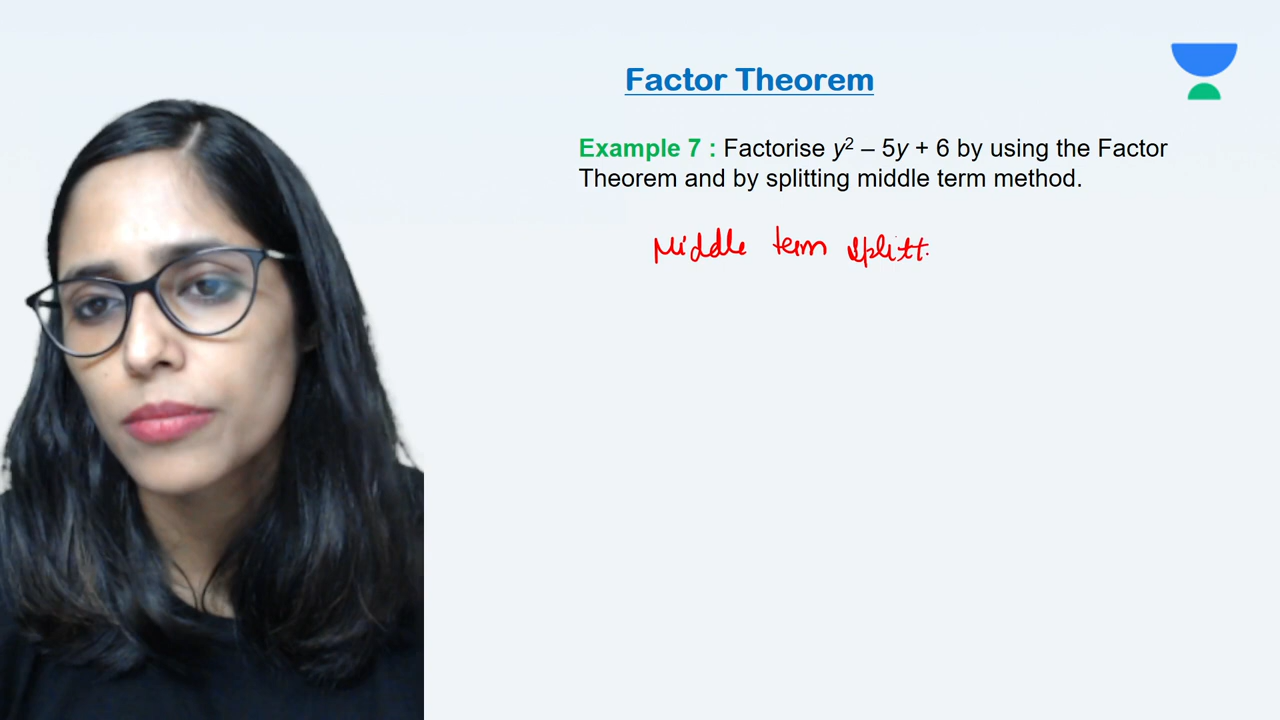 Factor Theorem
Example 7 : Factorise y² – 5y + 6 by using the Factor
Theorem and by splitting middle term method.
Middle term splitt.